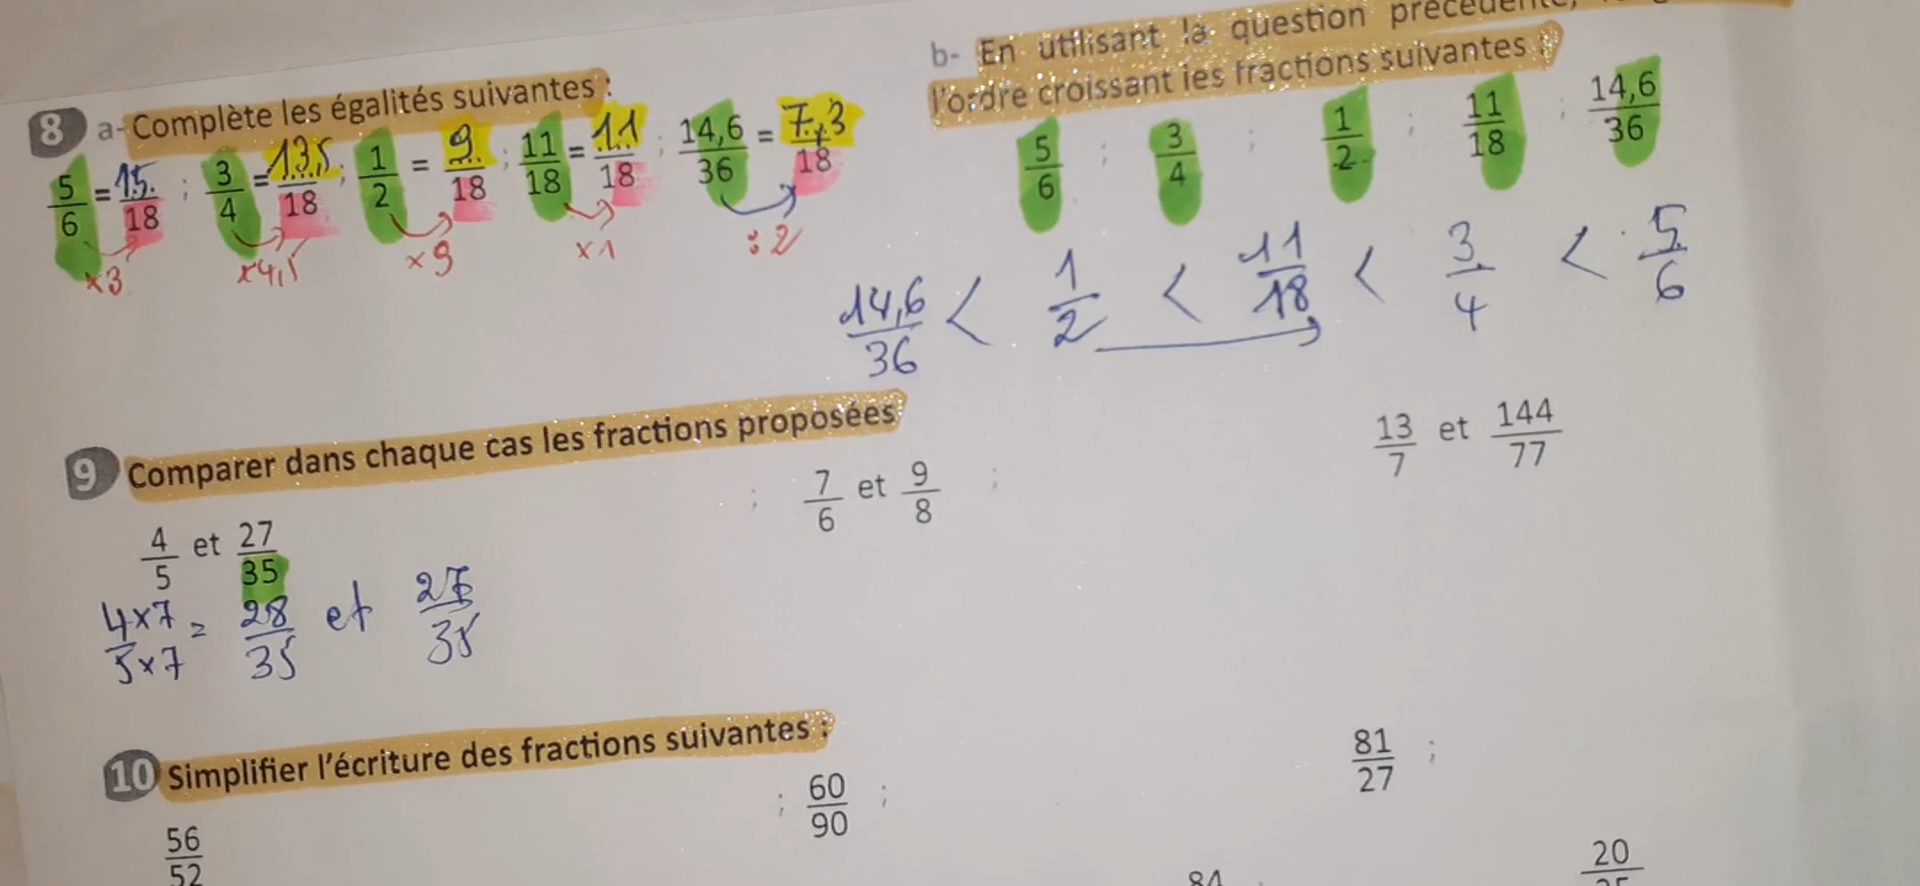 8 a- Complète les égalités suivantes :
5/6 = 15/18 ; 3/4 = 13,5/18 ; 1/2 = 9/18 ; 11/18 = 11/18 ; 14,6/36 = 7,3/18
×3 ×4,5 ×9 ×1 :2
b- En utilisant la question
l'ordre croissant les fractions suivantes :
5/6 ; 3/4 ; 1/2 ; 11/18 ; 14,6/36
14,6/36 < 1/2 < 11/18 < 3/4 < 5/6
9 Comparer dans chaque cas les fractions proposées
4/5 et 27/35 ; 7/6 et 9/8 ; 13/7 et 144/77
4×7/5×7 = 28/35 et 27/35
10 Simplifier l'écriture des fractions suivantes :
56/52 ; 60/90 ; 81/27 ;
84 20